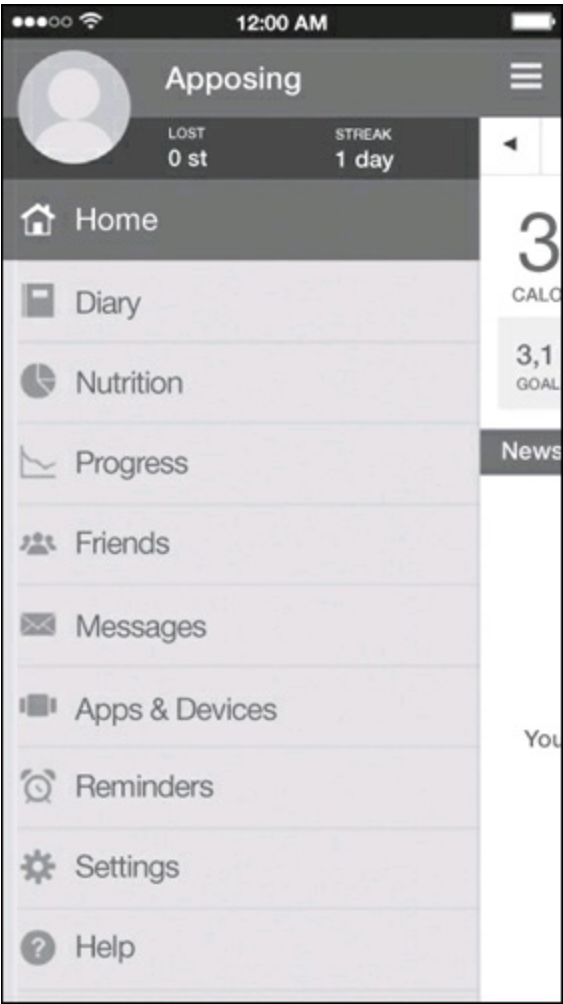 12:00 AM
Apposing
LOST STREAK
0 st 1 day
Home
Diary
Nutrition
Progress
Friends
Messages
Apps & Devices
Reminders
Settings
Help
3
CALO
3,1
GOAL
News
You